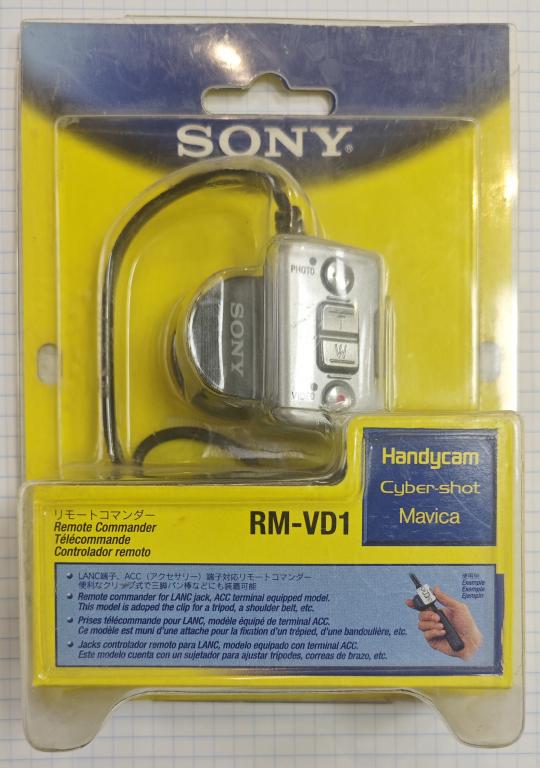 SONY®
PHOTO
T
W
SONY
VIDEO
Handycam
Cyber-shot
Mavica
リモートコマンダー
Remote Commander
Télécommande
Controlador remoto
RM-VD1
• LANC端子、ACC（アクセサリー）端子対応リモートコマンダー
便利なクリップ式で三脚パン棒などにも装着可能
• Remote commander for LANC jack, ACC terminal equipped model.
This model is adoped the clip for a tripod, a shoulder belt, etc.
• Prises télécommande pour LANC, modèle équipé de terminal ACC.
Ce modèle est muni d'une attache pour la fixation d'un trépied, d'une bandoulière, etc.
• Jacks controlador remoto para LANC, modelo equipado con terminal ACC.
Este modelo cuenta con un sujetador para ajustar trípodes, correas de brazo, etc.
使用例
Example
Exemple
Ejempin